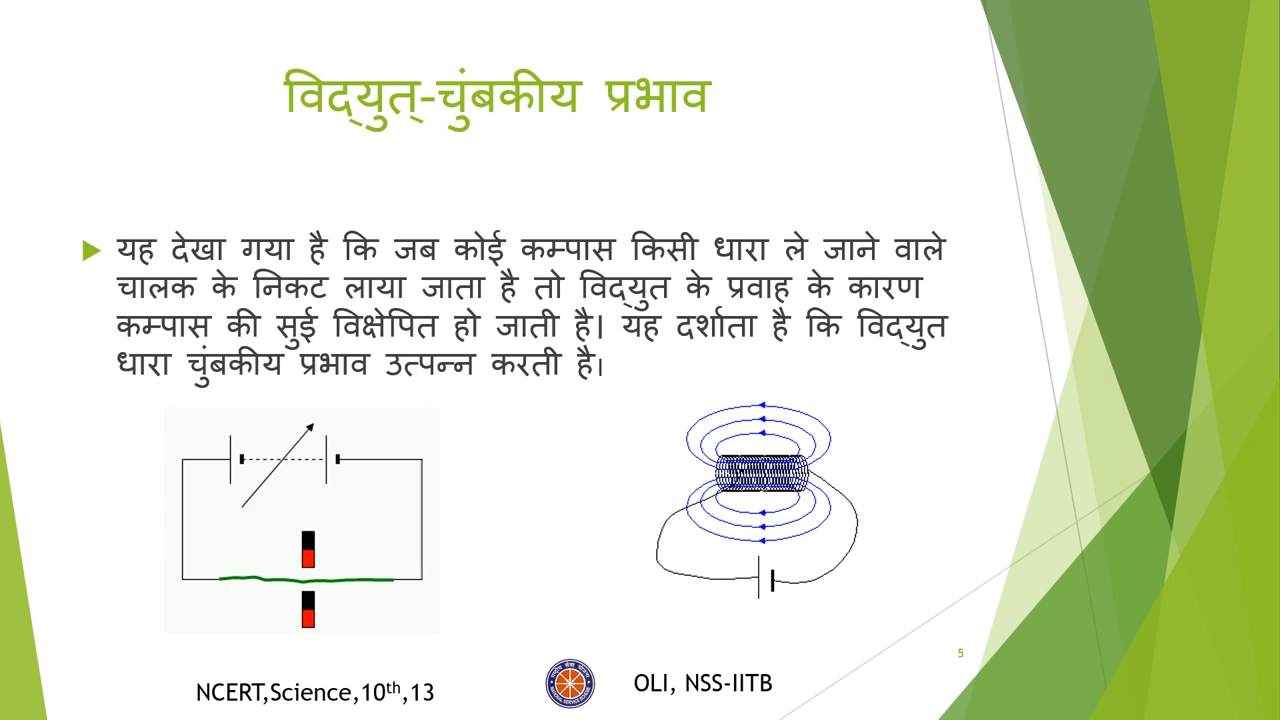 विद्युत्-चुंबकीय प्रभाव
यह देखा गया है कि जब कोई कम्पास किसी धारा ले जाने वाले
चालक के निकट लाया जाता है तो विद्युत के प्रवाह के कारण
कम्पास की सुई विक्षेपित हो जाती है| यह दर्शाता है कि विद्युत
धारा चुंबकीय प्रभाव उत्पन्न करती है।
5
NCERT,Science,10th,13
OLI, NSS-IITB